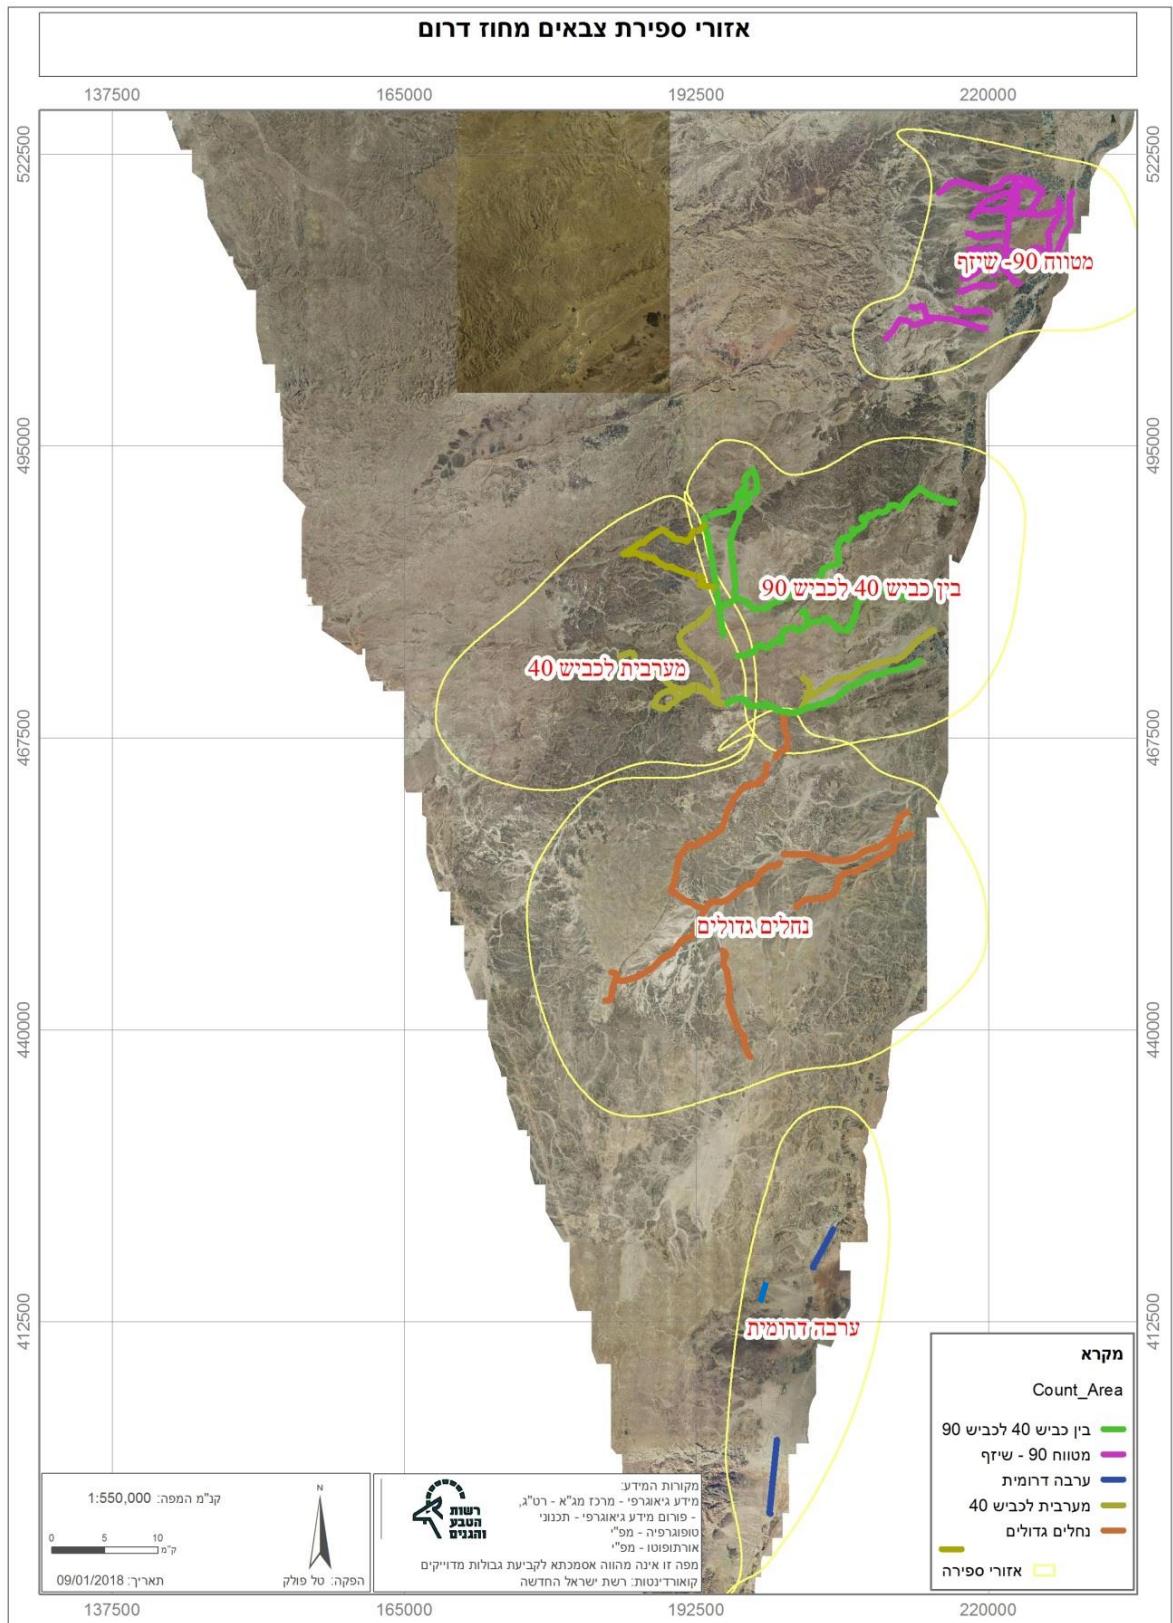 אזורי ספירת צבאים מחוז דרום
137500 165000 192500 220000
522500 522500
מטווח 90- שיזף
495000 495000
בין כביש 40 לכביש 90
מערבית לכביש 40
467500 467500
נחלים גדולים
440000 440000
412500 412500
ערבה דרומית
מקרא
Count_Area
בין כביש 40 לכביש 90
מטווח 90 - שיזף
ערבה דרומית
מערבית לכביש 40
נחלים גדולים
אזורי ספירה
מקורות המידע:
מידע גיאוגרפי - מרכז מג"א - רט"ג,
- פורום מידע גיאוגרפי - תכנוני
טופוגרפיה - מפ"י
אורתופוטו - מפ"י
מפה זו אינה מהווה אסמכתא לקביעת גבולות מדוייקים
קואורדינטות: רשת ישראל החדשה
רשות
הטבע
והגנים
N
הפקה: טל פולק
קנ"מ המפה: 1:550,000
0 5 10
ק"מ
תאריך: 09/01/2018
137500 165000 192500 220000